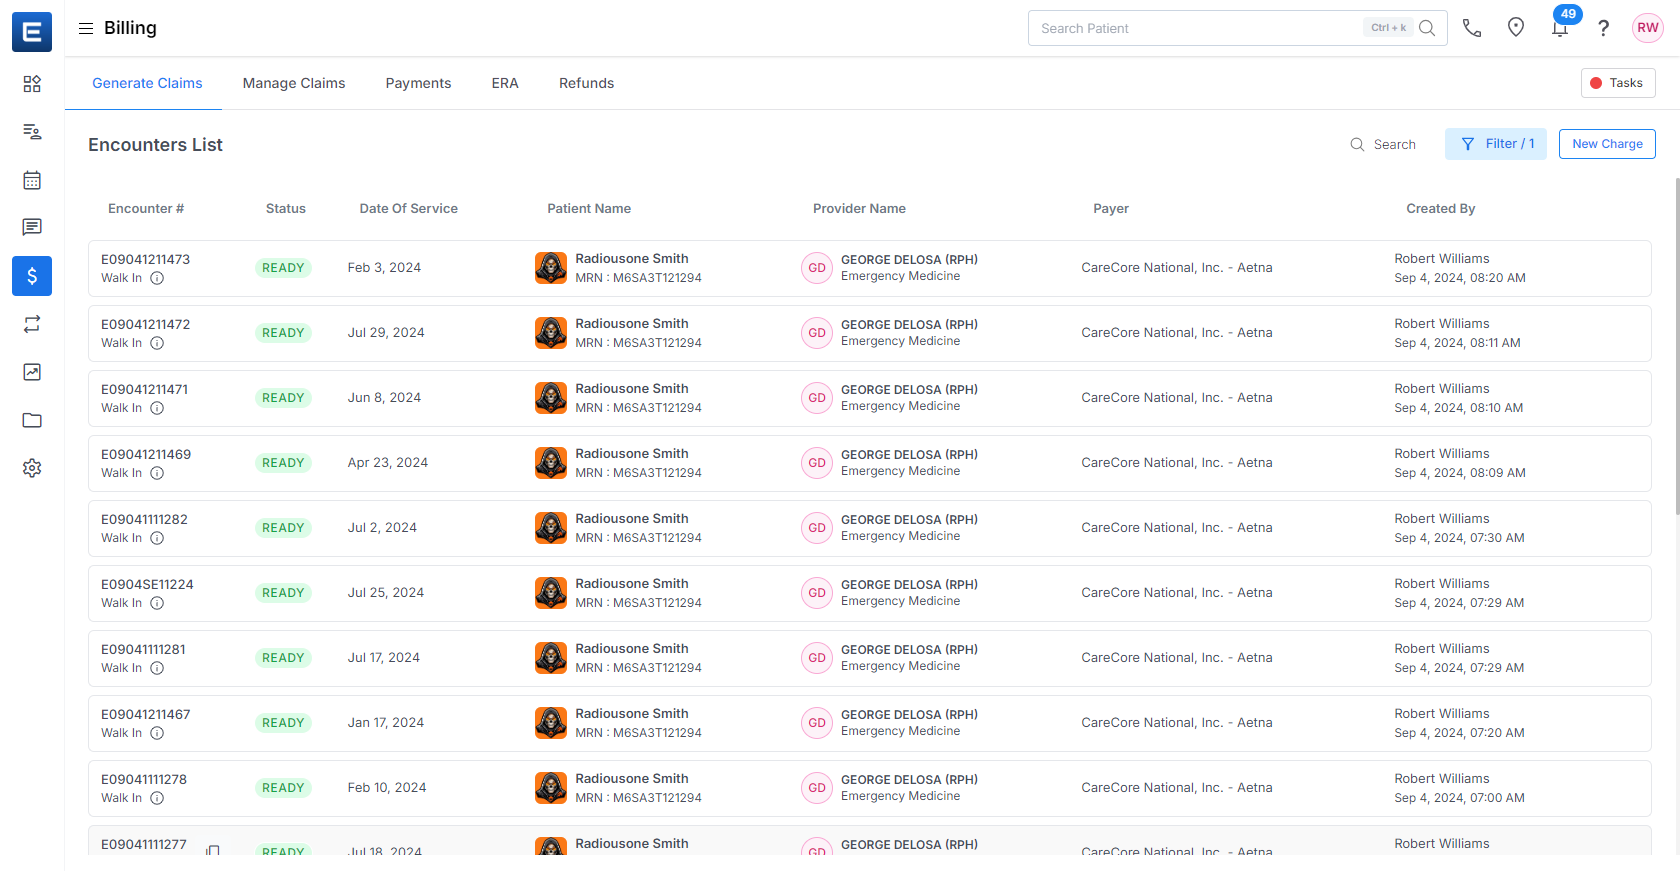 E
Billing
Search Patient
Ctrl + k
49
?
RW
Generate Claims
Manage Claims
Payments
ERA
Refunds
Tasks
Encounters List
Search
Filter / 1
New Charge
Encounter # Status Date Of Service Patient Name Provider Name Payer Created By
E09041211473 Radiousone Smith GEORGE DELOSA (RPH) Robert Williams
READY Feb 3, 2024 GD CareCore National, Inc. - Aetna
Walk In MRN : M6SA3T121294 Emergency Medicine Sep 4, 2024, 08:20 AM
E09041211472 Radiousone Smith GEORGE DELOSA (RPH) Robert Williams
READY Jul 29, 2024 GD CareCore National, Inc. - Aetna
Walk In MRN : M6SA3T121294 Emergency Medicine Sep 4, 2024, 08:11 AM
E09041211471 Radiousone Smith GEORGE DELOSA (RPH) Robert Williams
READY Jun 8, 2024 GD CareCore National, Inc. - Aetna
Walk In MRN : M6SA3T121294 Emergency Medicine Sep 4, 2024, 08:10 AM
E09041211469 Radiousone Smith GEORGE DELOSA (RPH) Robert Williams
READY Apr 23, 2024 GD CareCore National, Inc. - Aetna
Walk In MRN : M6SA3T121294 Emergency Medicine Sep 4, 2024, 08:09 AM
E09041111282 Radiousone Smith GEORGE DELOSA (RPH) Robert Williams
READY Jul 2, 2024 GD CareCore National, Inc. - Aetna
Walk In MRN : M6SA3T121294 Emergency Medicine Sep 4, 2024, 07:30 AM
E0904SE11224 Radiousone Smith GEORGE DELOSA (RPH) Robert Williams
READY Jul 25, 2024 GD CareCore National, Inc. - Aetna
Walk In MRN : M6SA3T121294 Emergency Medicine Sep 4, 2024, 07:29 AM
E09041111281 Radiousone Smith GEORGE DELOSA (RPH) Robert Williams
READY Jul 17, 2024 GD CareCore National, Inc. - Aetna
Walk In MRN : M6SA3T121294 Emergency Medicine Sep 4, 2024, 07:29 AM
E09041211467 Radiousone Smith GEORGE DELOSA (RPH) Robert Williams
READY Jan 17, 2024 GD CareCore National, Inc. - Aetna
Walk In MRN : M6SA3T121294 Emergency Medicine Sep 4, 2024, 07:20 AM
E09041111278 Radiousone Smith GEORGE DELOSA (RPH) Robert Williams
READY Feb 10, 2024 GD CareCore National, Inc. - Aetna
Walk In MRN : M6SA3T121294 Emergency Medicine Sep 4, 2024, 07:00 AM
E09041111277 Radiousone Smith GEORGE DELOSA (RPH) Robert Williams
READY Jul 18, 2024 GD CareCore National, Inc. - Aetna